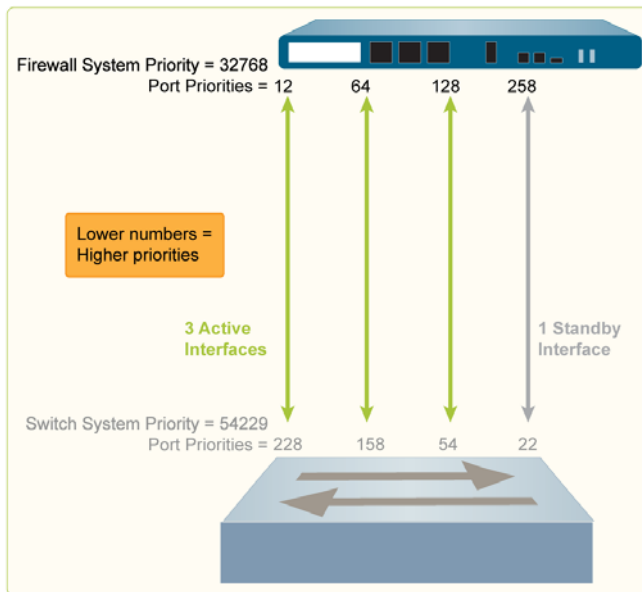 Firewall System Priority = 32768
Port Priorities = 12 64 128 258
Lower numbers =
Higher priorities
3 Active
Interfaces
1 Standby
Interface
Switch System Priority = 54229
Port Priorities = 228 158 54 22